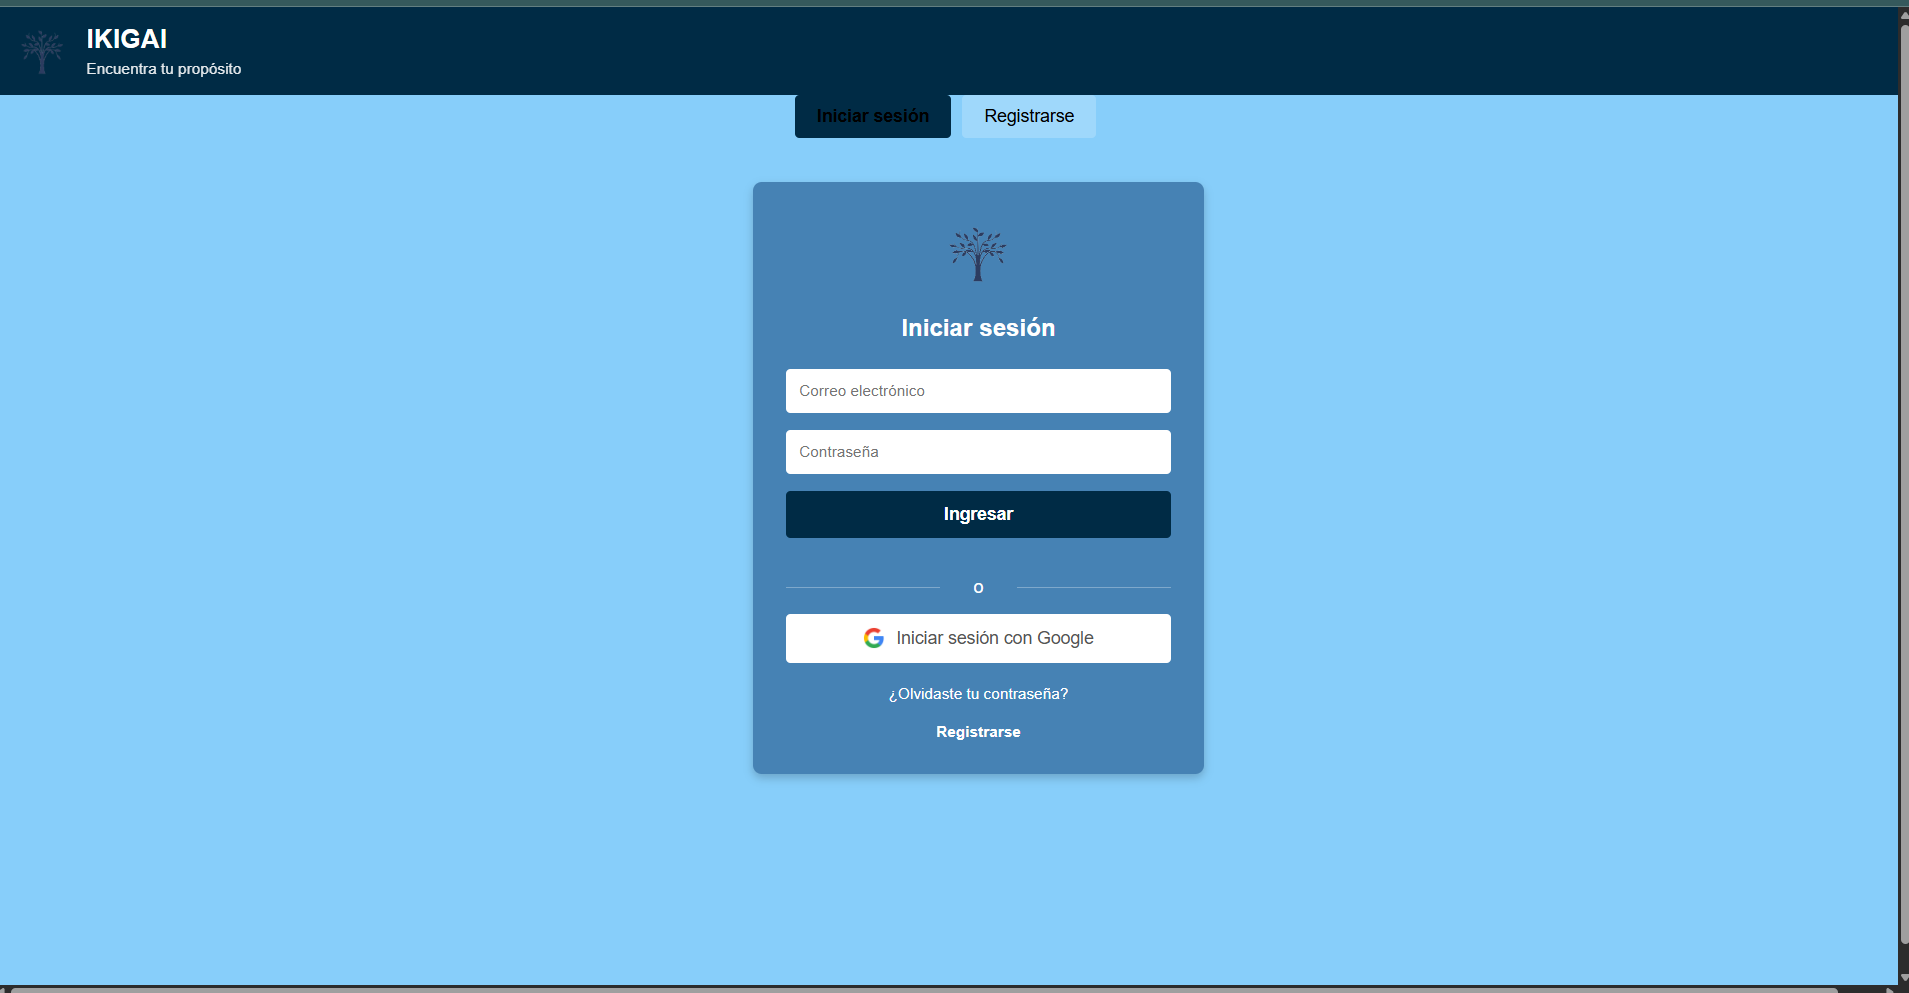 IKIGAI
Encuentra tu propósito
Iniciar sesión
Registrarse
Iniciar sesión
Correo electrónico
Contraseña
Ingresar
O
Iniciar sesión con Google
¿Olvidaste tu contraseña?
Registrarse